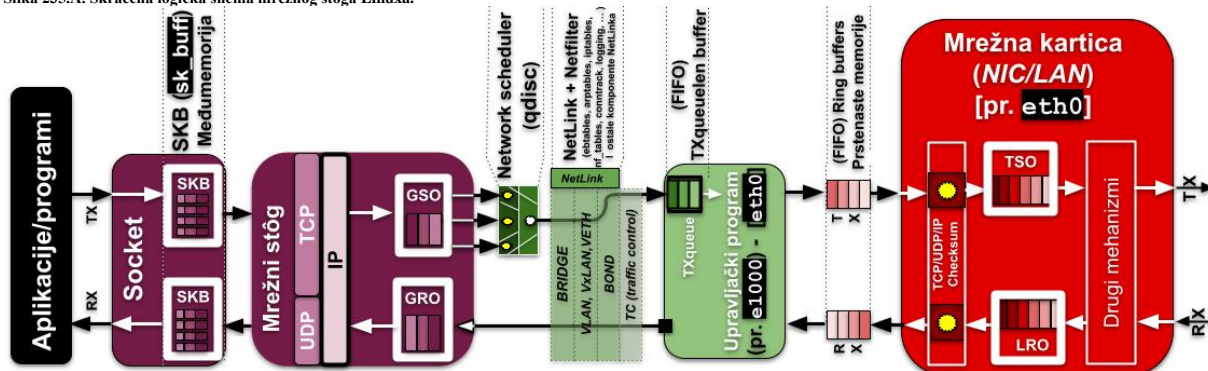 Slika 235.A. Skraćena logička shema mrežnog stoga Linuxa.
Aplikacije/programi
TX
RX
Socket
SKB (sk_buff)
Međumemorija
SKB
SKB
Mrežni stôg
UDP
TCP
IP
GSO
GRO
Network scheduler
(qdisc)
NetLink + Netfilter
(ebtables, arptables, iptables,
nf_tables, conntrack, logging, ... )
i ostale komponente NetLinka
NetLink
BRIDGE
VLAN, VxLAN,VETH
BOND
TC (traffic control)
(FIFO)
TXqueuelen buffer
TXqueue
Upravljački program
(pr. e1000) - eth0
(FIFO) Ring buffers
Prstenaste memorije
T
X
R
X
Mrežna kartica
(NIC/LAN)
[pr. eth0]
TCP/UDP/IP
Checksum
TSO
LRO
Drugi mehanizmi
TX
RX